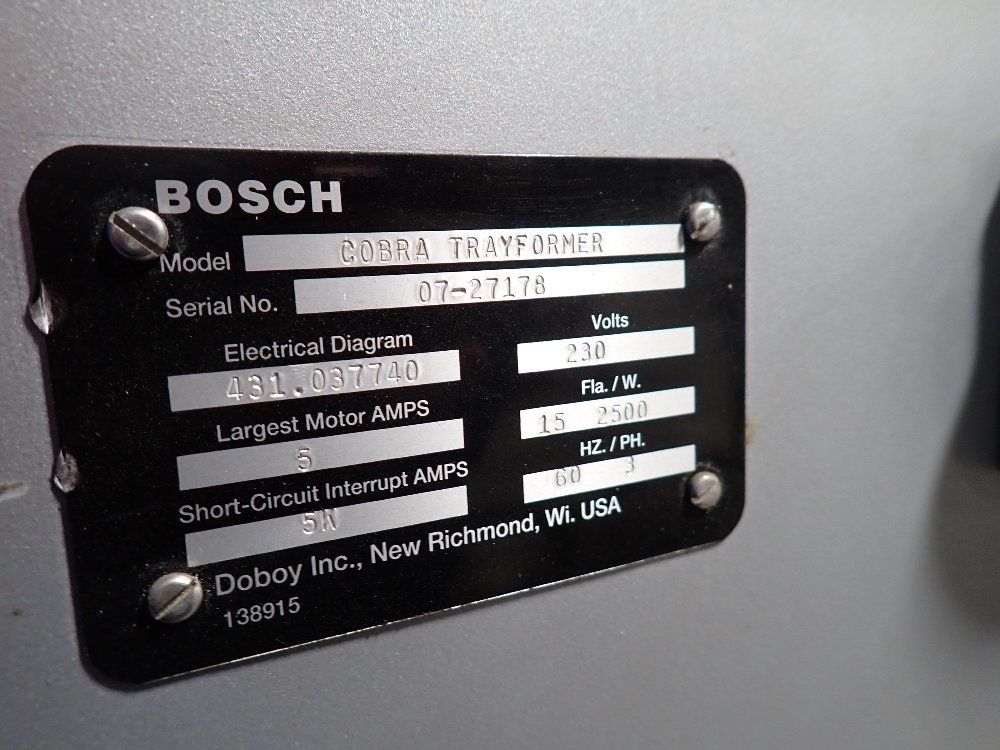 BOSCH
Model COBRA TRAYFORMER
Serial No. 07-27178
Electrical Diagram
431.037740
Largest Motor AMPS
5
Short-Circuit Interrupt AMPS
5K
Volts
230
Fla. / W.
15 2500
HZ. / PH.
60 3
Doboy Inc., New Richmond, Wi. USA
138915